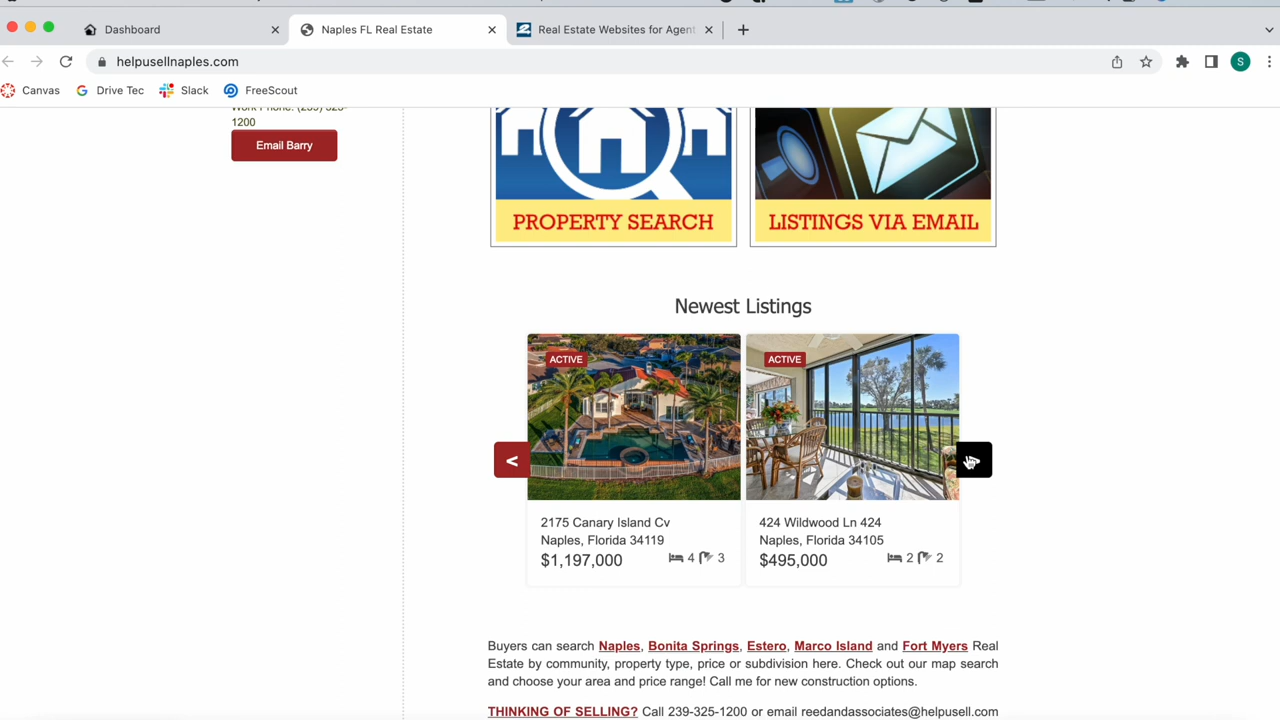 Dashboard
Naples FL Real Estate
Real Estate Websites for Agent
helpusellnaples.com
S
Canvas
Drive Tec
Slack
FreeScout
1200
Email Barry
PROPERTY SEARCH
LISTINGS VIA EMAIL
Newest Listings
ACTIVE
ACTIVE
<
2175 Canary Island Cv
Naples, Florida 34119
$1,197,000
4
3
424 Wildwood Ln 424
Naples, Florida 34105
$495,000
2
2
Buyers can search Naples, Bonita Springs, Estero, Marco Island and Fort Myers Real
Estate by community, property type, price or subdivision here. Check out our map search
and choose your area and price range! Call me for new construction options.
THINKING OF SELLING? Call 239-325-1200 or email reedandassociates@helpusell.com